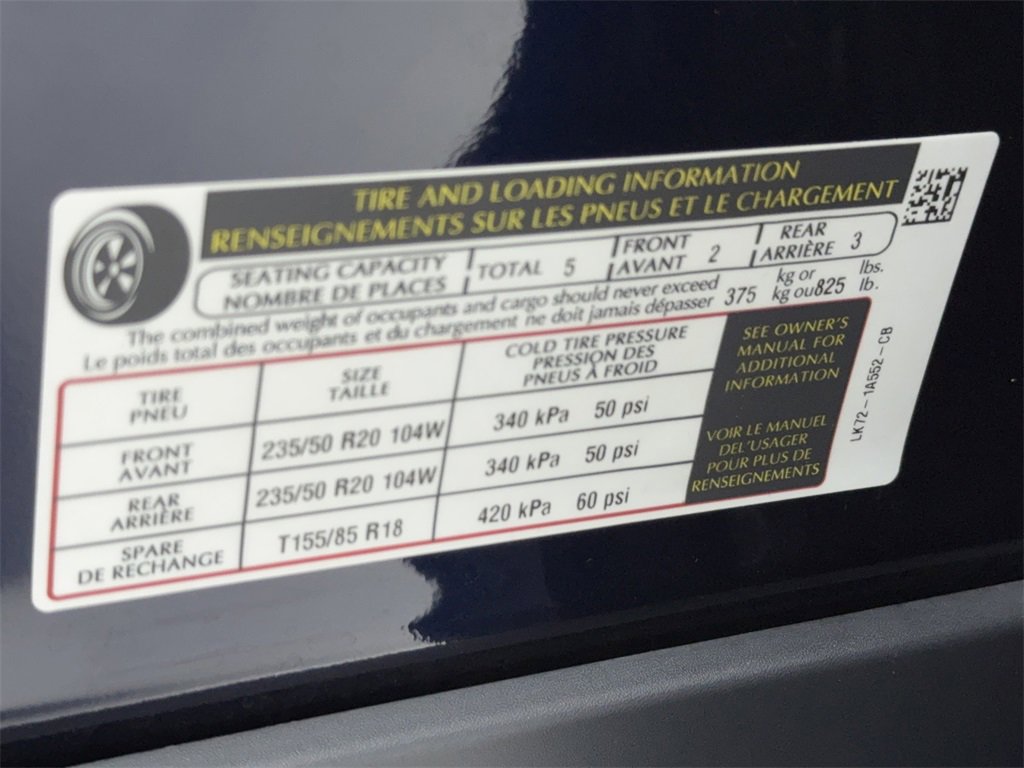 TIRE AND LOADING INFORMATION
RENSEIGNEMENTS SUR LES PNEUS ET LE CHARGEMENT
SEATING CAPACITY
NOMBRE DE PLACES
TOTAL 5
FRONT
AVANT 2
REAR
ARRIÈRE 3
The combined weight of occupants and cargo should never exceed 375 kg or 825 lbs.
Le poids total des occupants et du chargement ne doit jamais dépasser kg ou lb.
TIRE
PNEU
SIZE
TAILLE
COLD TIRE PRESSURE
PRESSION DES
PNEUS À FROID
FRONT
AVANT
235/50 R20 104W
340 kPa 50 psi
REAR
ARRIÈRE
235/50 R20 104W
340 kPa 50 psi
SPARE
DE RECHANGE
T155/85 R18
420 kPa 60 psi
SEE OWNER'S
MANUAL FOR
ADDITIONAL
INFORMATION
VOIR LE MANUEL
DEL'USAGER
POUR PLUS DE
RENSEIGNEMENTS
LK72-1A552-CB